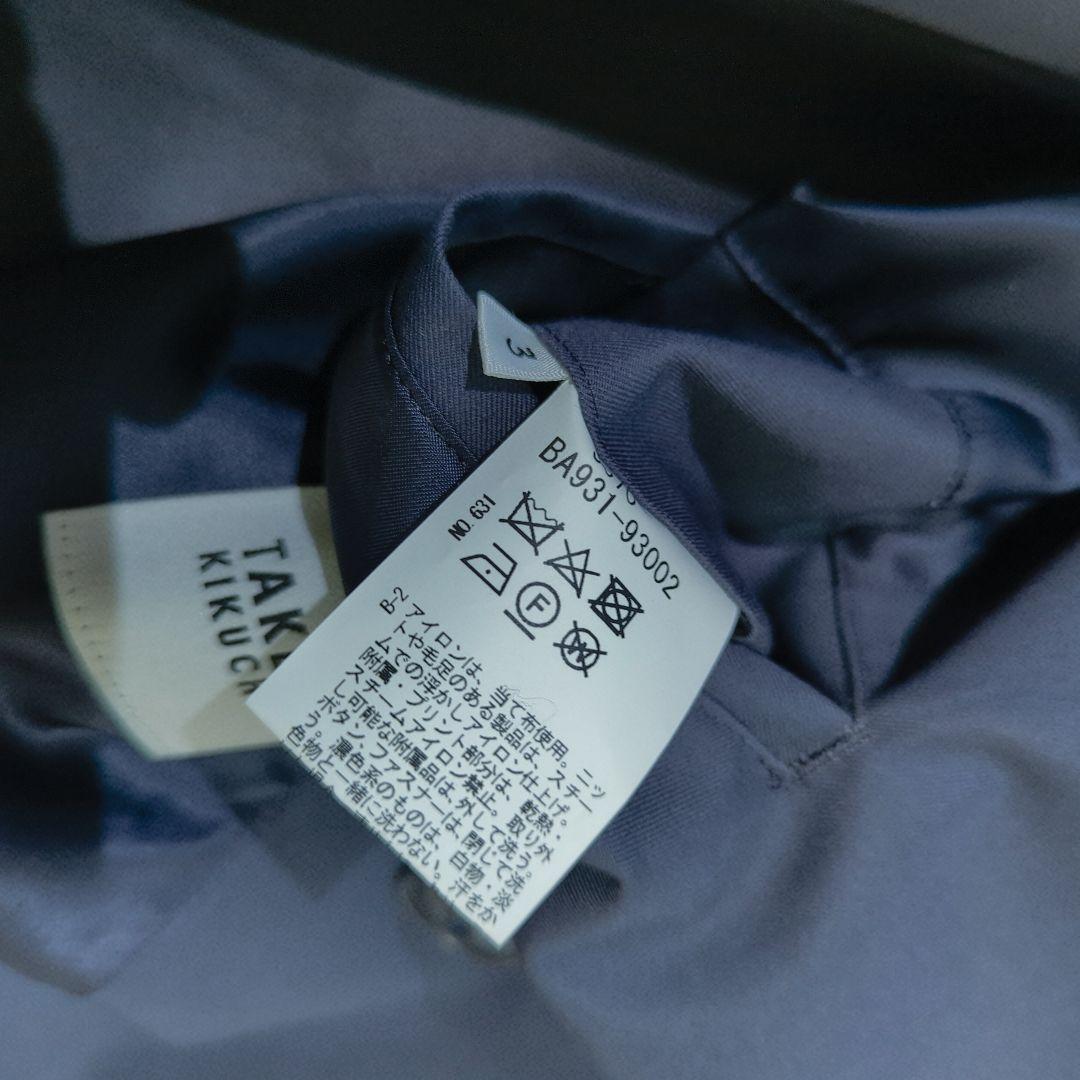 3
BA931-93002
NO.631
F
W
B-2 アイロンは、当て布使用。ニッ
トや毛足のある製品は、スチー
ムでの浮かしアイロン仕上げ。
附属・プリント部分は、乾熱・
スチームアイロン禁止。取り外
し可能な附属品は、外して洗う。
ボタン、ファスナーは、閉じて洗
う。濃色系のものは、白物・淡
色物と一緒に洗わない。汗をか
KIKUCH